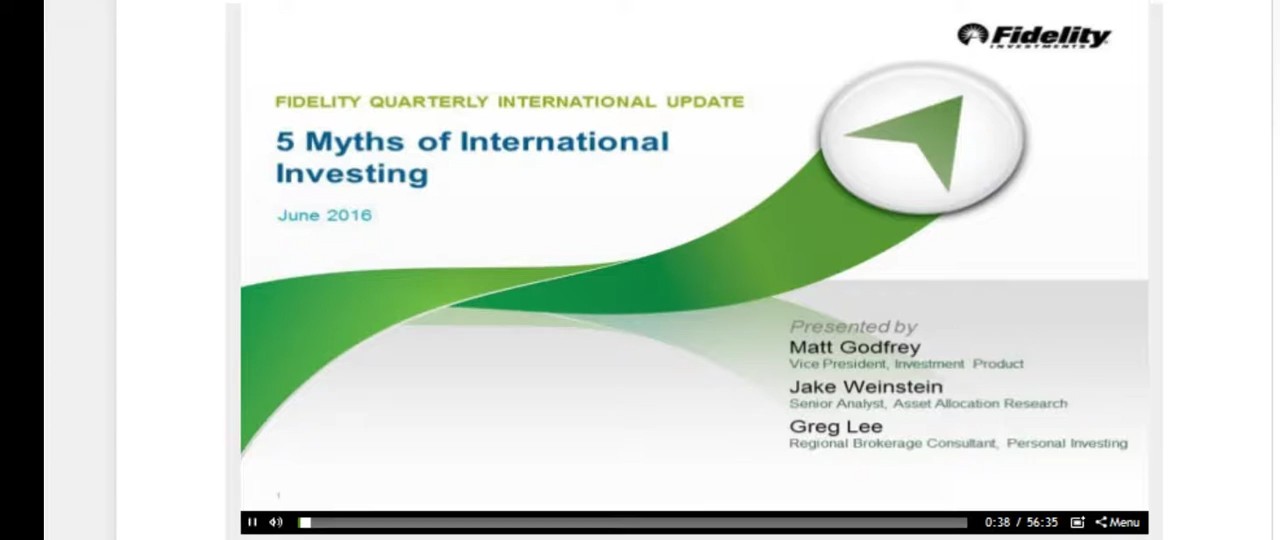 Fidelity
INVESTMENTS
FIDELITY QUARTERLY INTERNATIONAL UPDATE
5 Myths of International
Investing
June 2016
Presented by
Matt Godfrey
Vice President, Investment Product
Jake Weinstein
Senior Analyst, Asset Allocation Research
Greg Lee
Regional Brokerage Consultant, Personal Investing
0:38 / 56:35 Menu